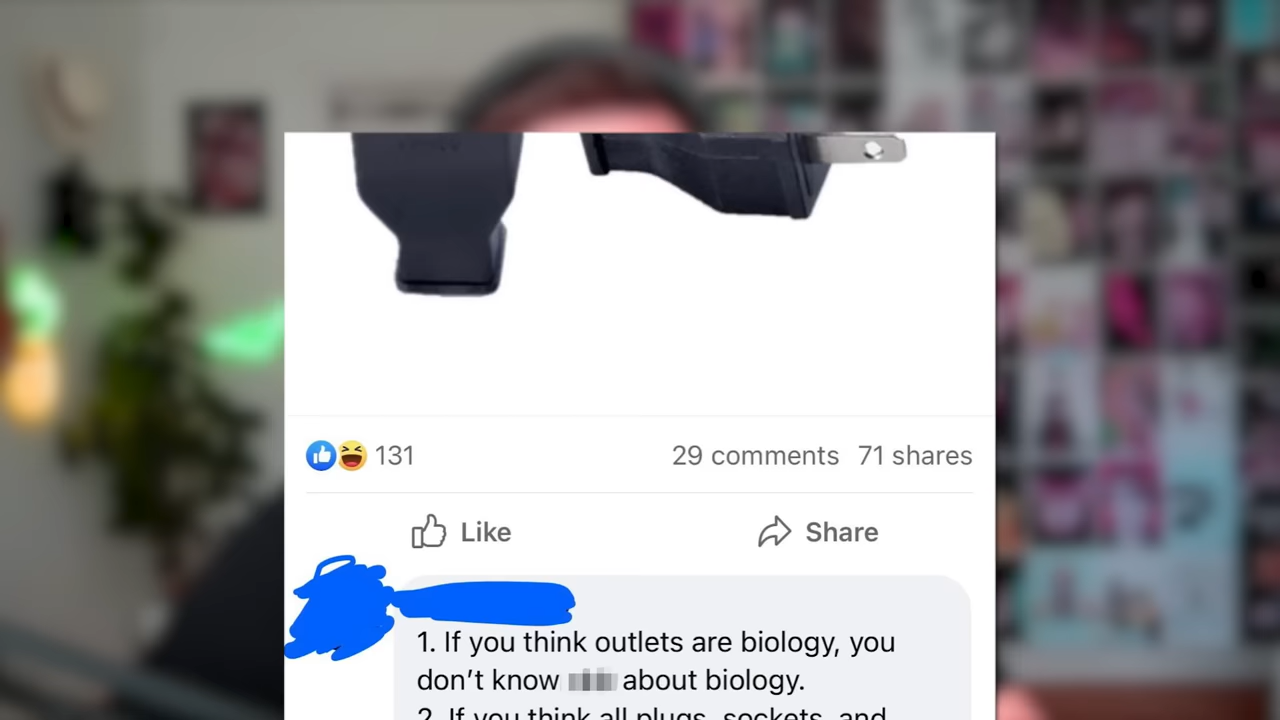 131
29 comments 71 shares
Like
Share
1. If you think outlets are biology, you
don't know about biology.
2. If you think all plugs, sockets, and